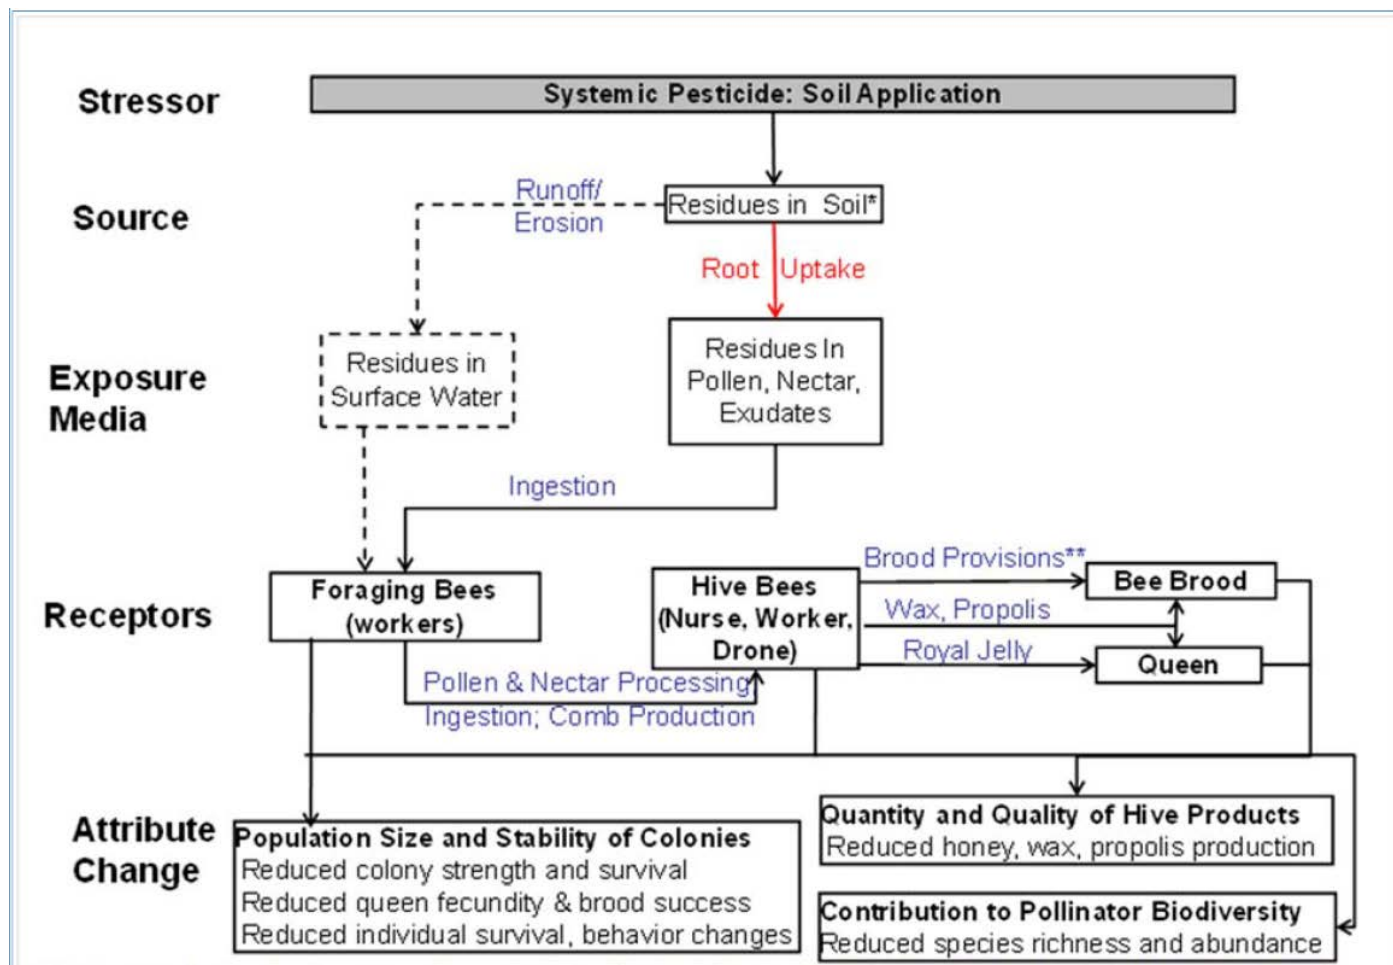 Stressor
Systemic Pesticide: Soil Application
Source
Runoff/
Erosion
Residues in Soil*
Root Uptake
Exposure
Media
Residues in
Surface Water
Residues In
Pollen, Nectar,
Exudates
Ingestion
Receptors
Foraging Bees
(workers)
Hive Bees
(Nurse, Worker,
Drone)
Brood Provisions**
Bee Brood
Wax, Propolis
Royal Jelly
Queen
Pollen & Nectar Processing
Ingestion; Comb Production
Attribute
Change
Population Size and Stability of Colonies
Reduced colony strength and survival
Reduced queen fecundity & brood success
Reduced individual survival, behavior changes
Quantity and Quality of Hive Products
Reduced honey, wax, propolis production
Contribution to Pollinator Biodiversity
Reduced species richness and abundance